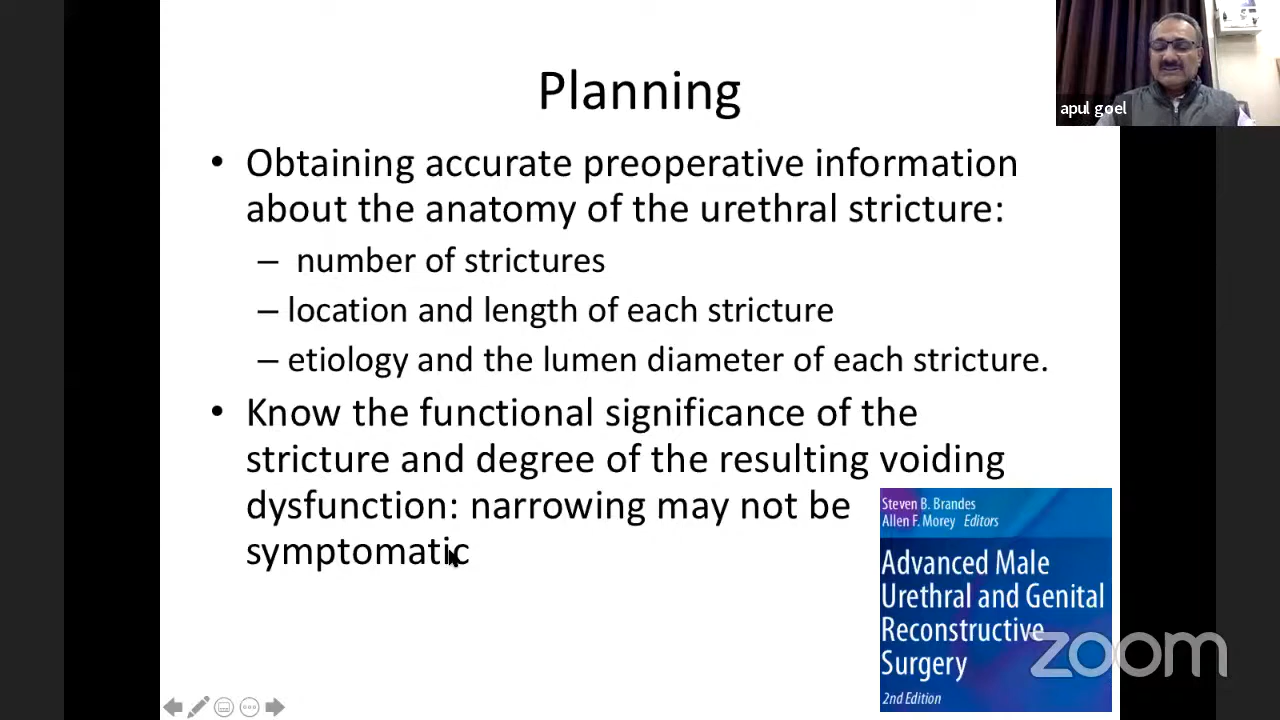 Planning
apul goel
• Obtaining accurate preoperative information
about the anatomy of the urethral stricture:
– number of strictures
– location and length of each stricture
– etiology and the lumen diameter of each stricture.
• Know the functional significance of the
stricture and degree of the resulting voiding
dysfunction: narrowing may not be
symptomatic
Steven B. Brandes
Allen F. Morey Editors
Advanced Male
Urethral and Genital
Reconstructive
Surgery
2nd Edition
zoom